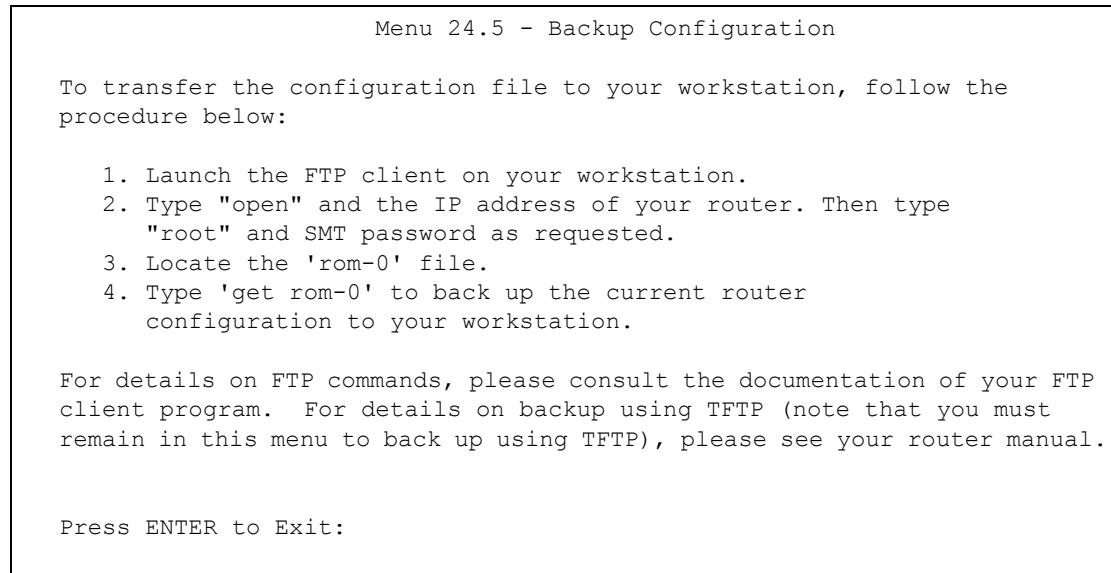 Menu 24.5 - Backup Configuration
To transfer the configuration file to your workstation, follow the
procedure below:
1. Launch the FTP client on your workstation.
2. Type "open" and the IP address of your router. Then type
"root" and SMT password as requested.
3. Locate the 'rom-0' file.
4. Type 'get rom-0' to back up the current router
configuration to your workstation.
For details on FTP commands, please consult the documentation of your FTP
client program.  For details on backup using TFTP (note that you must
remain in this menu to back up using TFTP), please see your router manual.
Press ENTER to Exit: